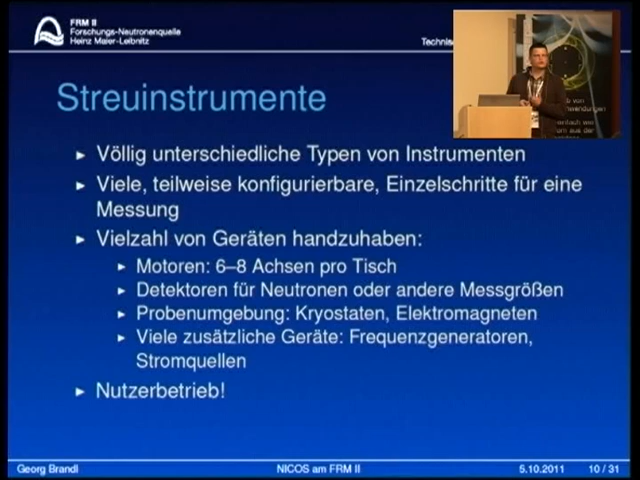 FRM II
Forschungs-Neutronenquelle
Heinz Maier-Leibnitz
Technisc
Streuinstrumente
► Völlig unterschiedliche Typen von Instrumenten
► Viele, teilweise konfigurierbare, Einzelschritte für eine
Messung
► Vielzahl von Geräten handzuhaben:
► Motoren: 6–8 Achsen pro Tisch
► Detektoren für Neutronen oder andere Messgrößen
► Probenumgebung: Kryostaten, Elektromagneten
► Viele zusätzliche Geräte: Frequenzgeneratoren,
Stromquellen
► Nutzerbetrieb!
Georg Brandl
NICOS am FRM II
5.10.2011
10 / 31